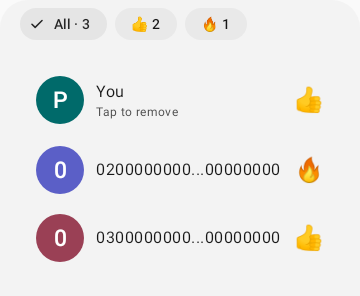 All · 3 👍 2 🔥 1
P You 👍
Tap to remove
0 0200000000...00000000 🔥
0 0300000000...00000000 👍